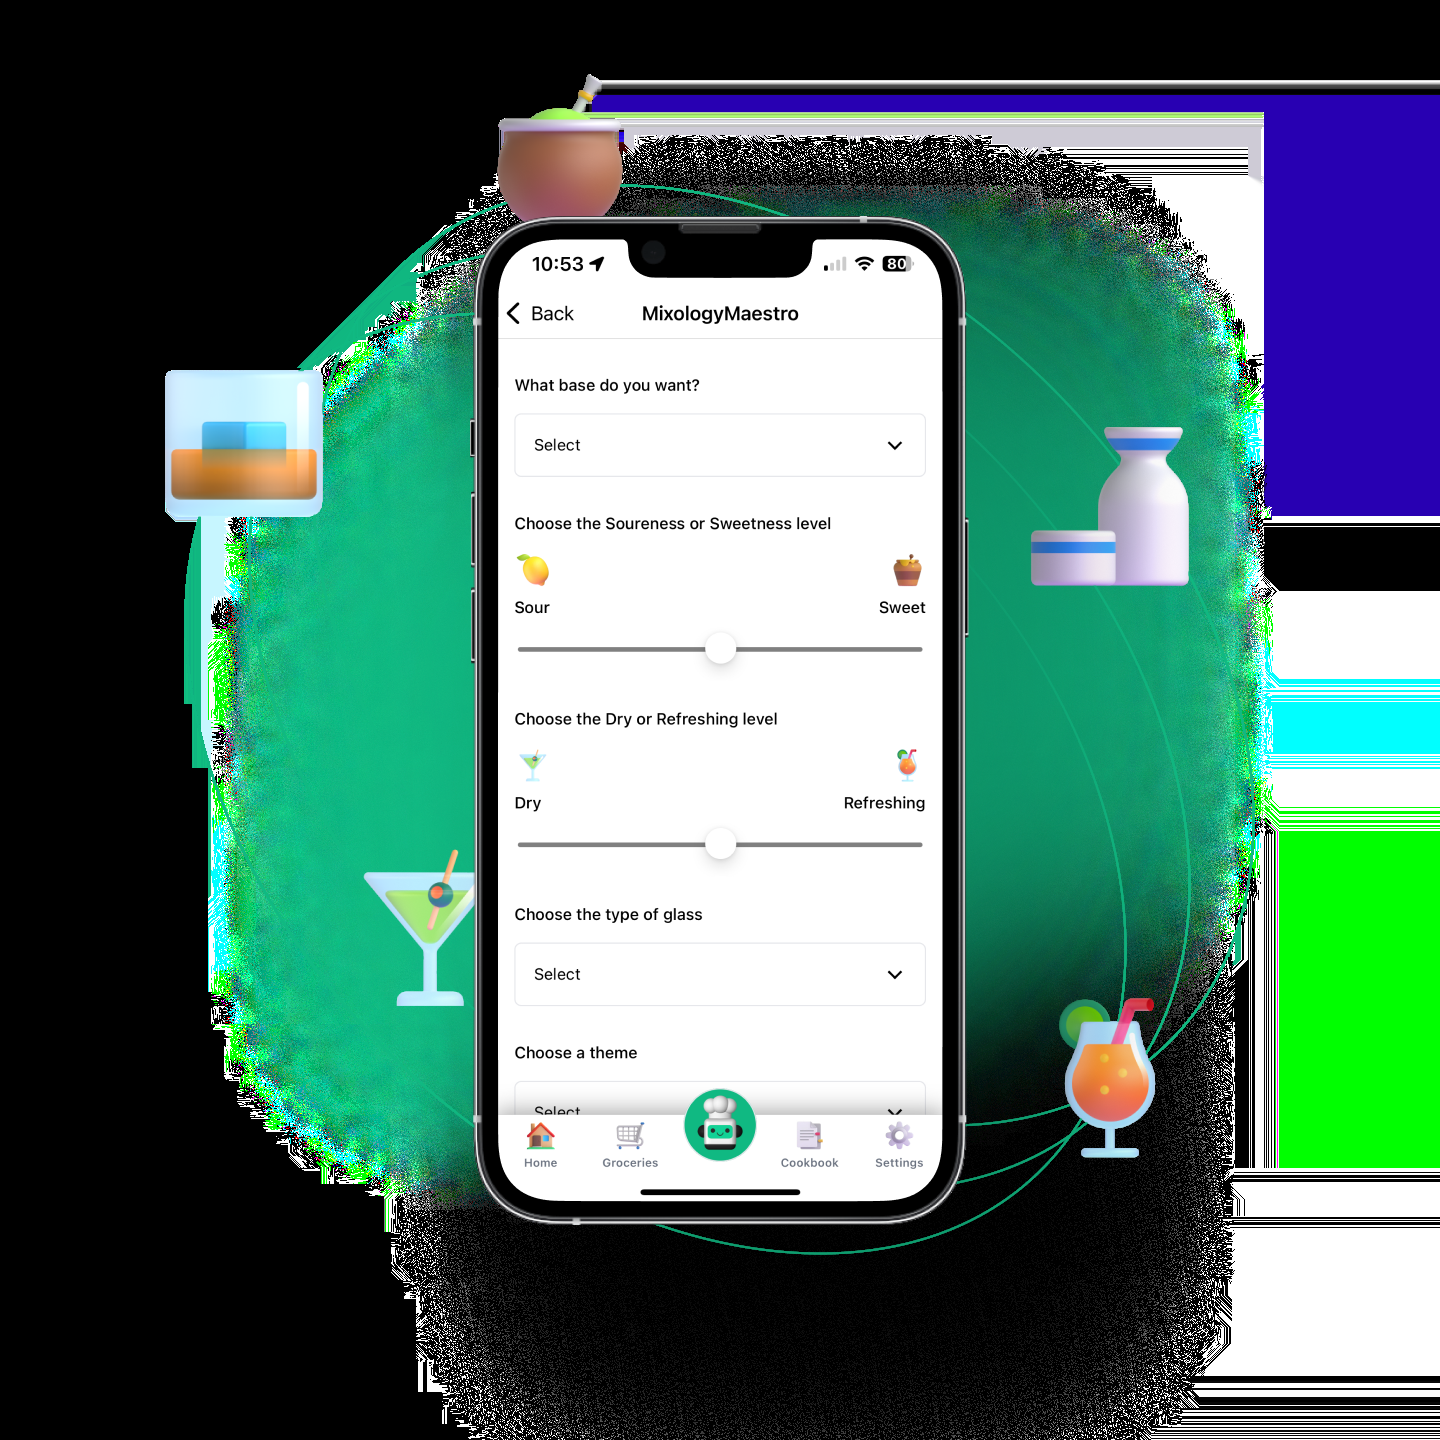 10:53
80
Back
MixologyMaestro
What base do you want?
Select
Choose the Soureness or Sweetness level
Sour
Sweet
Choose the Dry or Refreshing level
Dry
Refreshing
Choose the type of glass
Select
Choose a theme
Select
Home
Groceries
Cookbook
Settings